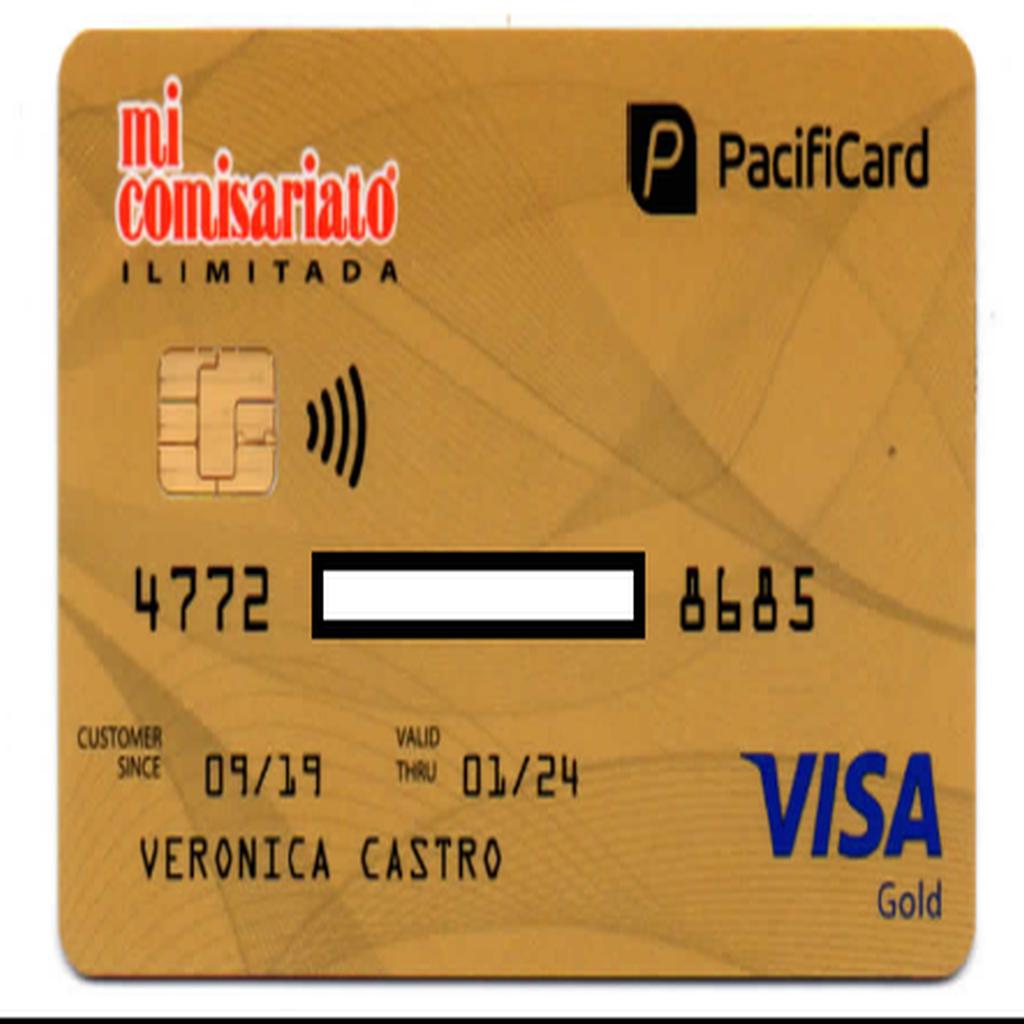 mi
comisariato
ILIMITADA
P PacifiCard
4772 8685
CUSTOMER SINCE 09/19 VALID THRU 01/24
VERONICA CASTRO
VISA
Gold